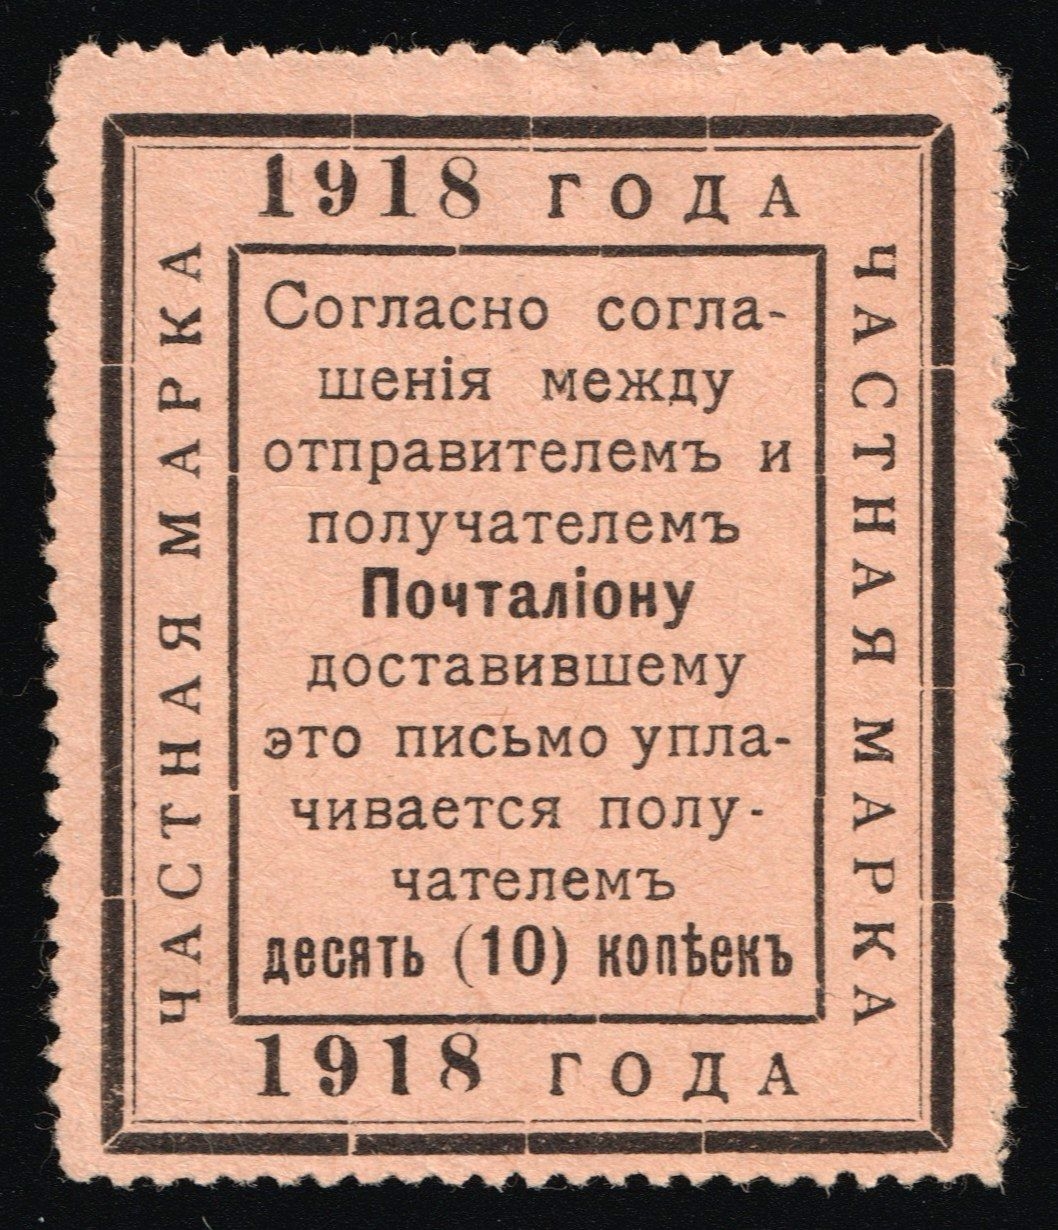 1918 ГОДА
ЧАСТНАЯ МАРКА
Согласно согла-
шенія между
отправителемъ и
получателемъ
Почталіону
доставившему
это письмо упла-
чивается полу-
чателемъ
десять (10) копѣекъ
ЧАСТНАЯ МАРКА
1918 ГОДА